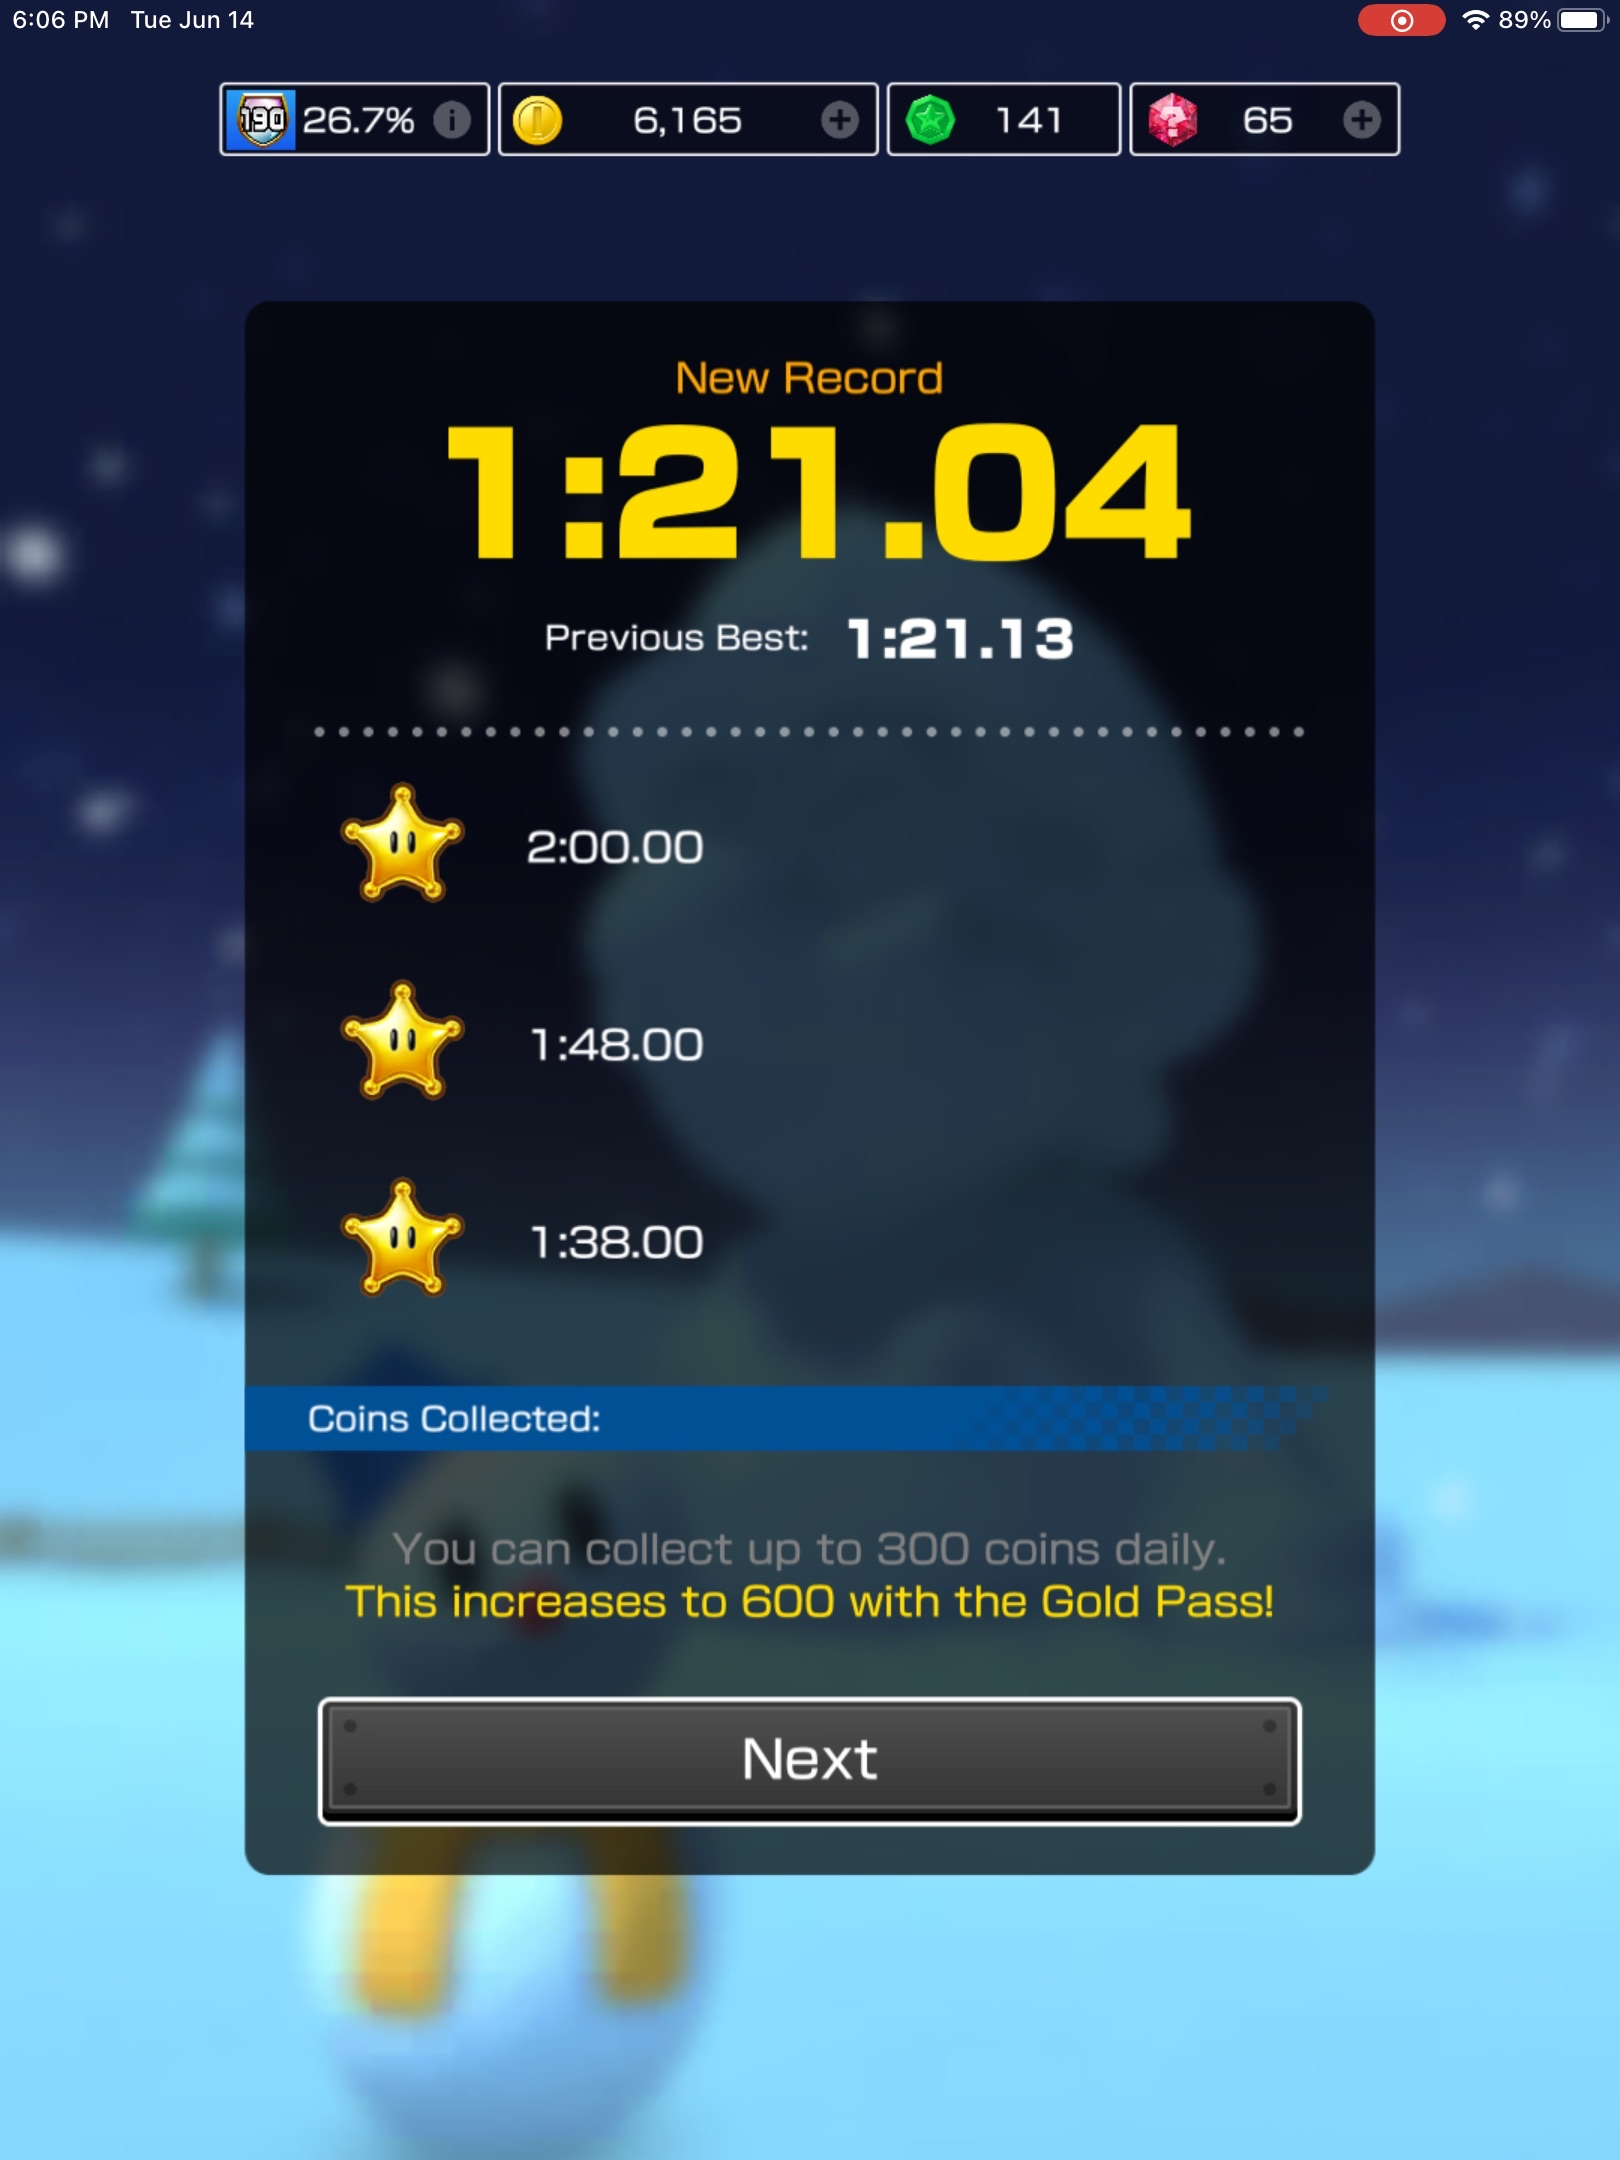 6:06 PM Tue Jun 14 89%
190 26.7% i 6,165 + 141 ? 65 +
New Record
1:21.04
Previous Best: 1:21.13
2:00.00
1:48.00
1:38.00
Coins Collected:
You can collect up to 300 coins daily.
This increases to 600 with the Gold Pass!
Next